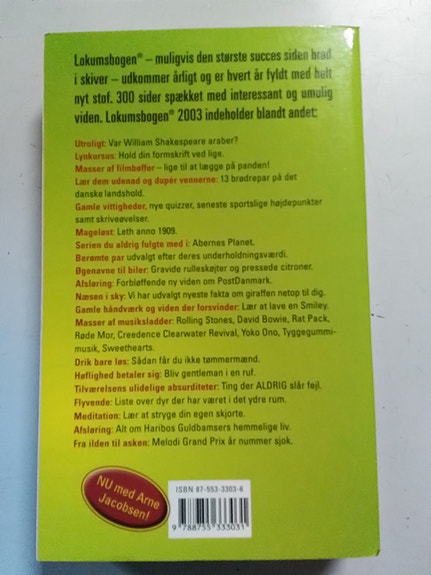 Lokumsbogen® – muligvis den største succes siden brød
i skiver – udkommer årligt og er hvert år fyldt med helt
nyt stof. 300 sider spækket med interessant og umulig
viden. Lokumsbogen® 2003 indeholder blandt andet:
Utroligt: Var William Shakespeare araber?
Lynkursus: Hold din formskrift ved lige.
Masser af filmbøffer – lige til at lægge på panden!
Lær dem udenad og dupér vennerne: 13 brødrepar på det
danske landshold.
Gamle vittigheder, nye quizzer, seneste sportslige højdepunkter
samt skriveøvelser.
Mageløst: Leth anno 1909.
Serien du aldrig fulgte med i: Abernes Planet.
Berømte par udvalgt efter deres underholdningsværdi.
Øgenavne til biler: Gravide rulleskøjter og pressede citroner.
Afsløring: Forbløffende ny viden om PostDanmark.
Næsen i sky: Vi har udvalgt nyeste fakta om giraffen netop til dig.
Gamle håndværk og viden der forsvinder: Lær at lave en Smiley.
Masser af musiksladder: Rolling Stones, David Bowie, Rat Pack,
Røde Mor, Creedence Clearwater Revival, Yoko Ono, Tyggegummi-
musik, Sweethearts.
Drik bare løs: Sådan får du ikke tømmermænd.
Høflighed betaler sig: Bliv gentleman i en ruf.
Tilværelsens ulidelige absurditeter: Ting der ALDRIG slår fejl.
Flyvende: Liste over dyr der har været i det ydre rum.
Meditation: Lær at stryge din egen skjorte.
Afsløring: Alt om Haribos Guldbamsers hemmelige liv.
Fra ilden til asken: Melodi Grand Prix år nummer sjok.
NU med Arne
Jacobsen!
ISBN 87-553-3303-6
9 788755 333031